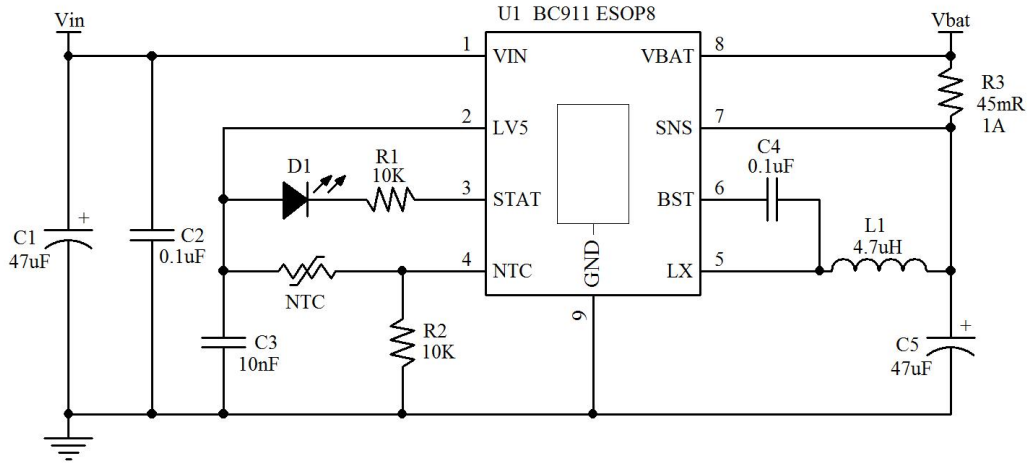 U1 BC911 ESOP8
Vin
Vbat
1
VIN
VBAT
8
R3
45mR
1A
2
LV5
SNS
7
D1
R1
10K
C4
0.1uF
3
STAT
BST
6
C1
47uF
+
C2
0.1uF
L1
4.7uH
4
NTC
GND
LX
5
NTC
9
C3
10nF
R2
10K
C5
47uF
+